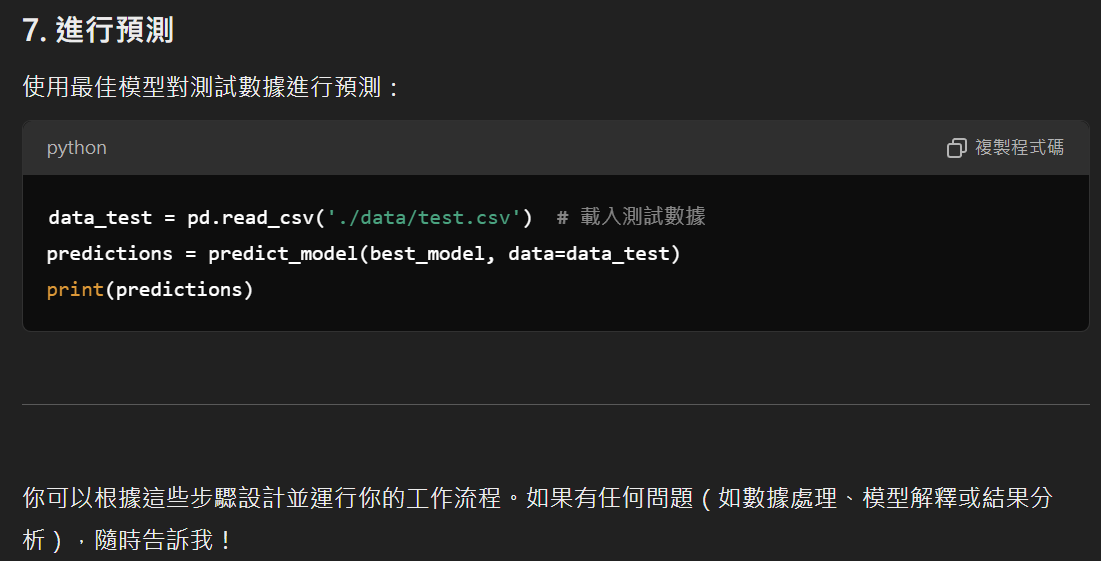 7. 進行預測
使用最佳模型對測試數據進行預測：
python
複製程式碼
data_test = pd.read_csv('./data/test.csv')  # 載入測試數據
predictions = predict_model(best_model, data=data_test)
print(predictions)
你可以根據這些步驟設計並運行你的工作流程。如果有任何問題（如數據處理、模型解釋或結果分
析），隨時告訴我！